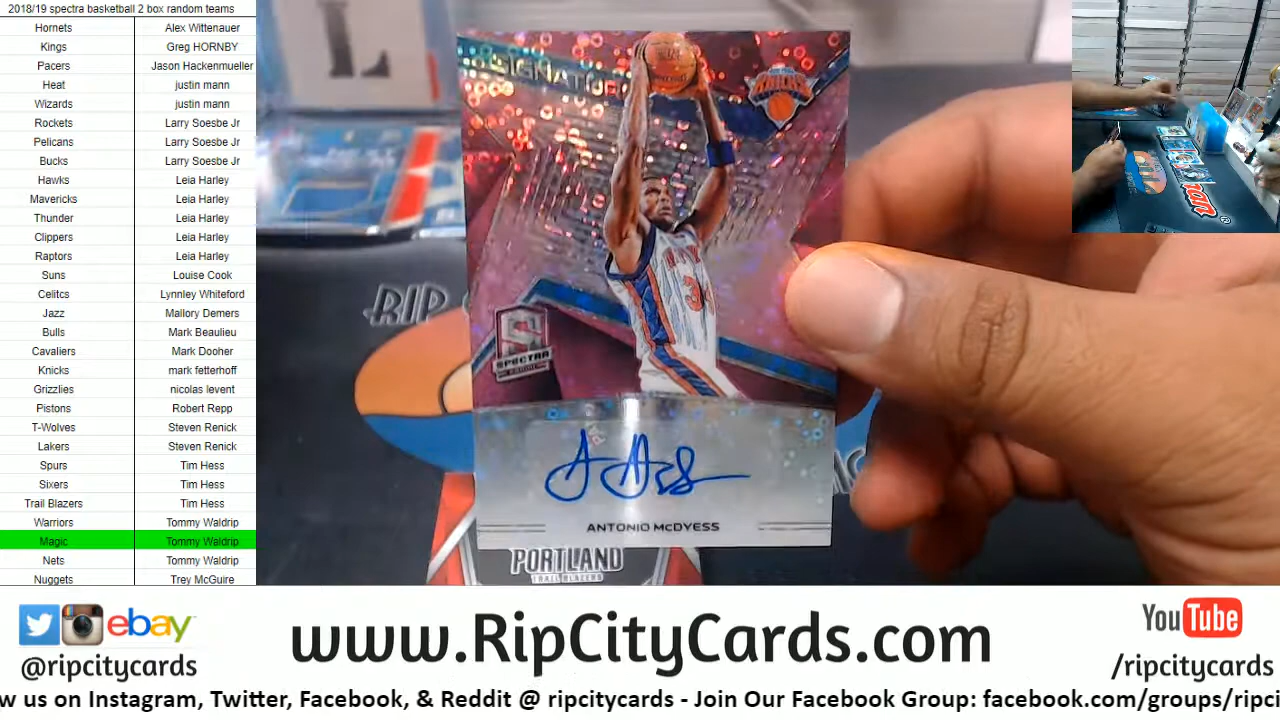 2018/19 spectra basketball 2 box random teams
Hornets Alex Wittenauer
Kings Greg HORNBY
Pacers Jason Hackenmueller
Heat justin mann
Wizards justin mann
Rockets Larry Soesbe Jr
Pelicans Larry Soesbe Jr
Bucks Larry Soesbe Jr
Hawks Leia Harley
Mavericks Leia Harley
Thunder Leia Harley
Clippers Leia Harley
Raptors Leia Harley
Suns Louise Cook
Celitcs Lynnley Whiteford
Jazz Mallory Demers
Bulls Mark Beaulieu
Cavaliers Mark Dooher
Knicks mark fetterhoff
Grizzlies nicolas levent
Pistons Robert Repp
T-Wolves Steven Renick
Lakers Steven Renick
Spurs Tim Hess
Sixers Tim Hess
Trail Blazers Tim Hess
Warriors Tommy Waldrip
Magic Tommy Waldrip
Nets Tommy Waldrip
Nuggets Trey McGuire
L
SIGNATU
KNICKS
RIP
SPECTRA
ANTONIO McDYESS
PORTLAND
TRAIL BLAZERS
ebay
@ripcitycards
www.RipCityCards.com
YouTube
/ripcitycards
w us on Instagram, Twitter, Facebook, & Reddit @ ripcitycards - Join Our Facebook Group: facebook.com/groups/ripci